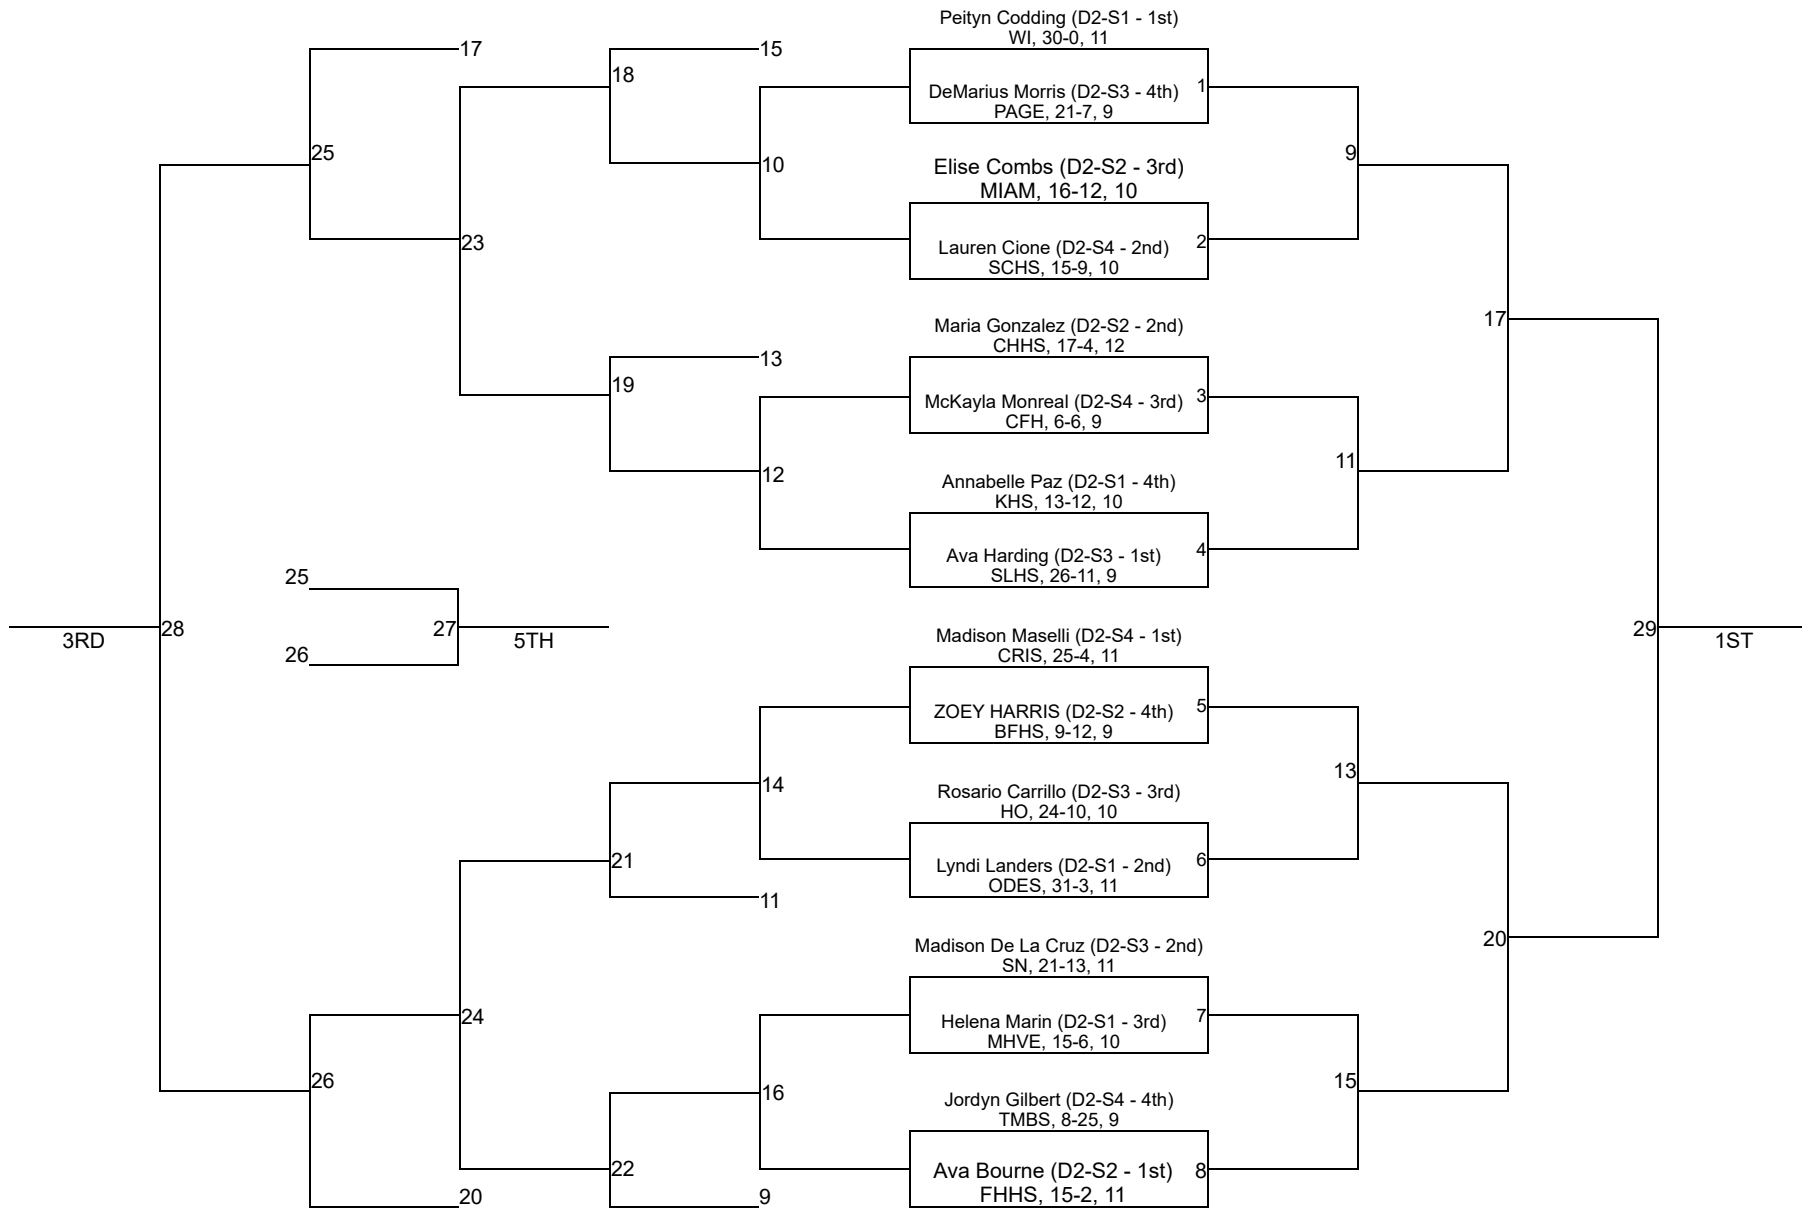 Peityn Codding (D2-S1 - 1st)
WI, 30-0, 11
17
15
18
1
DeMarius Morris (D2-S3 - 4th)
PAGE, 21-7, 9
25
10
9
Elise Combs (D2-S2 - 3rd)
MIAM, 16-12, 10
23
2
Lauren Cione (D2-S4 - 2nd)
SCHS, 15-9, 10
17
Maria Gonzalez (D2-S2 - 2nd)
CHHS, 17-4, 12
13
19
3
McKayla Monreal (D2-S4 - 3rd)
CFH, 6-6, 9
12
11
Annabelle Paz (D2-S1 - 4th)
KHS, 13-12, 10
4
Ava Harding (D2-S3 - 1st)
SLHS, 26-11, 9
25
28
27
29
3RD
5TH
1ST
26
Madison Maselli (D2-S4 - 1st)
CRIS, 25-4, 11
5
ZOEY HARRIS (D2-S2 - 4th)
BFHS, 9-12, 9
14
13
Rosario Carrillo (D2-S3 - 3rd)
HO, 24-10, 10
21
6
Lyndi Landers (D2-S1 - 2nd)
ODES, 31-3, 11
11
20
Madison De La Cruz (D2-S3 - 2nd)
SN, 21-13, 11
24
7
Helena Marin (D2-S1 - 3rd)
MHVE, 15-6, 10
26
16
15
Jordyn Gilbert (D2-S4 - 4th)
TMBS, 8-25, 9
22
8
Ava Bourne (D2-S2 - 1st)
FHHS, 15-2, 11
20
9